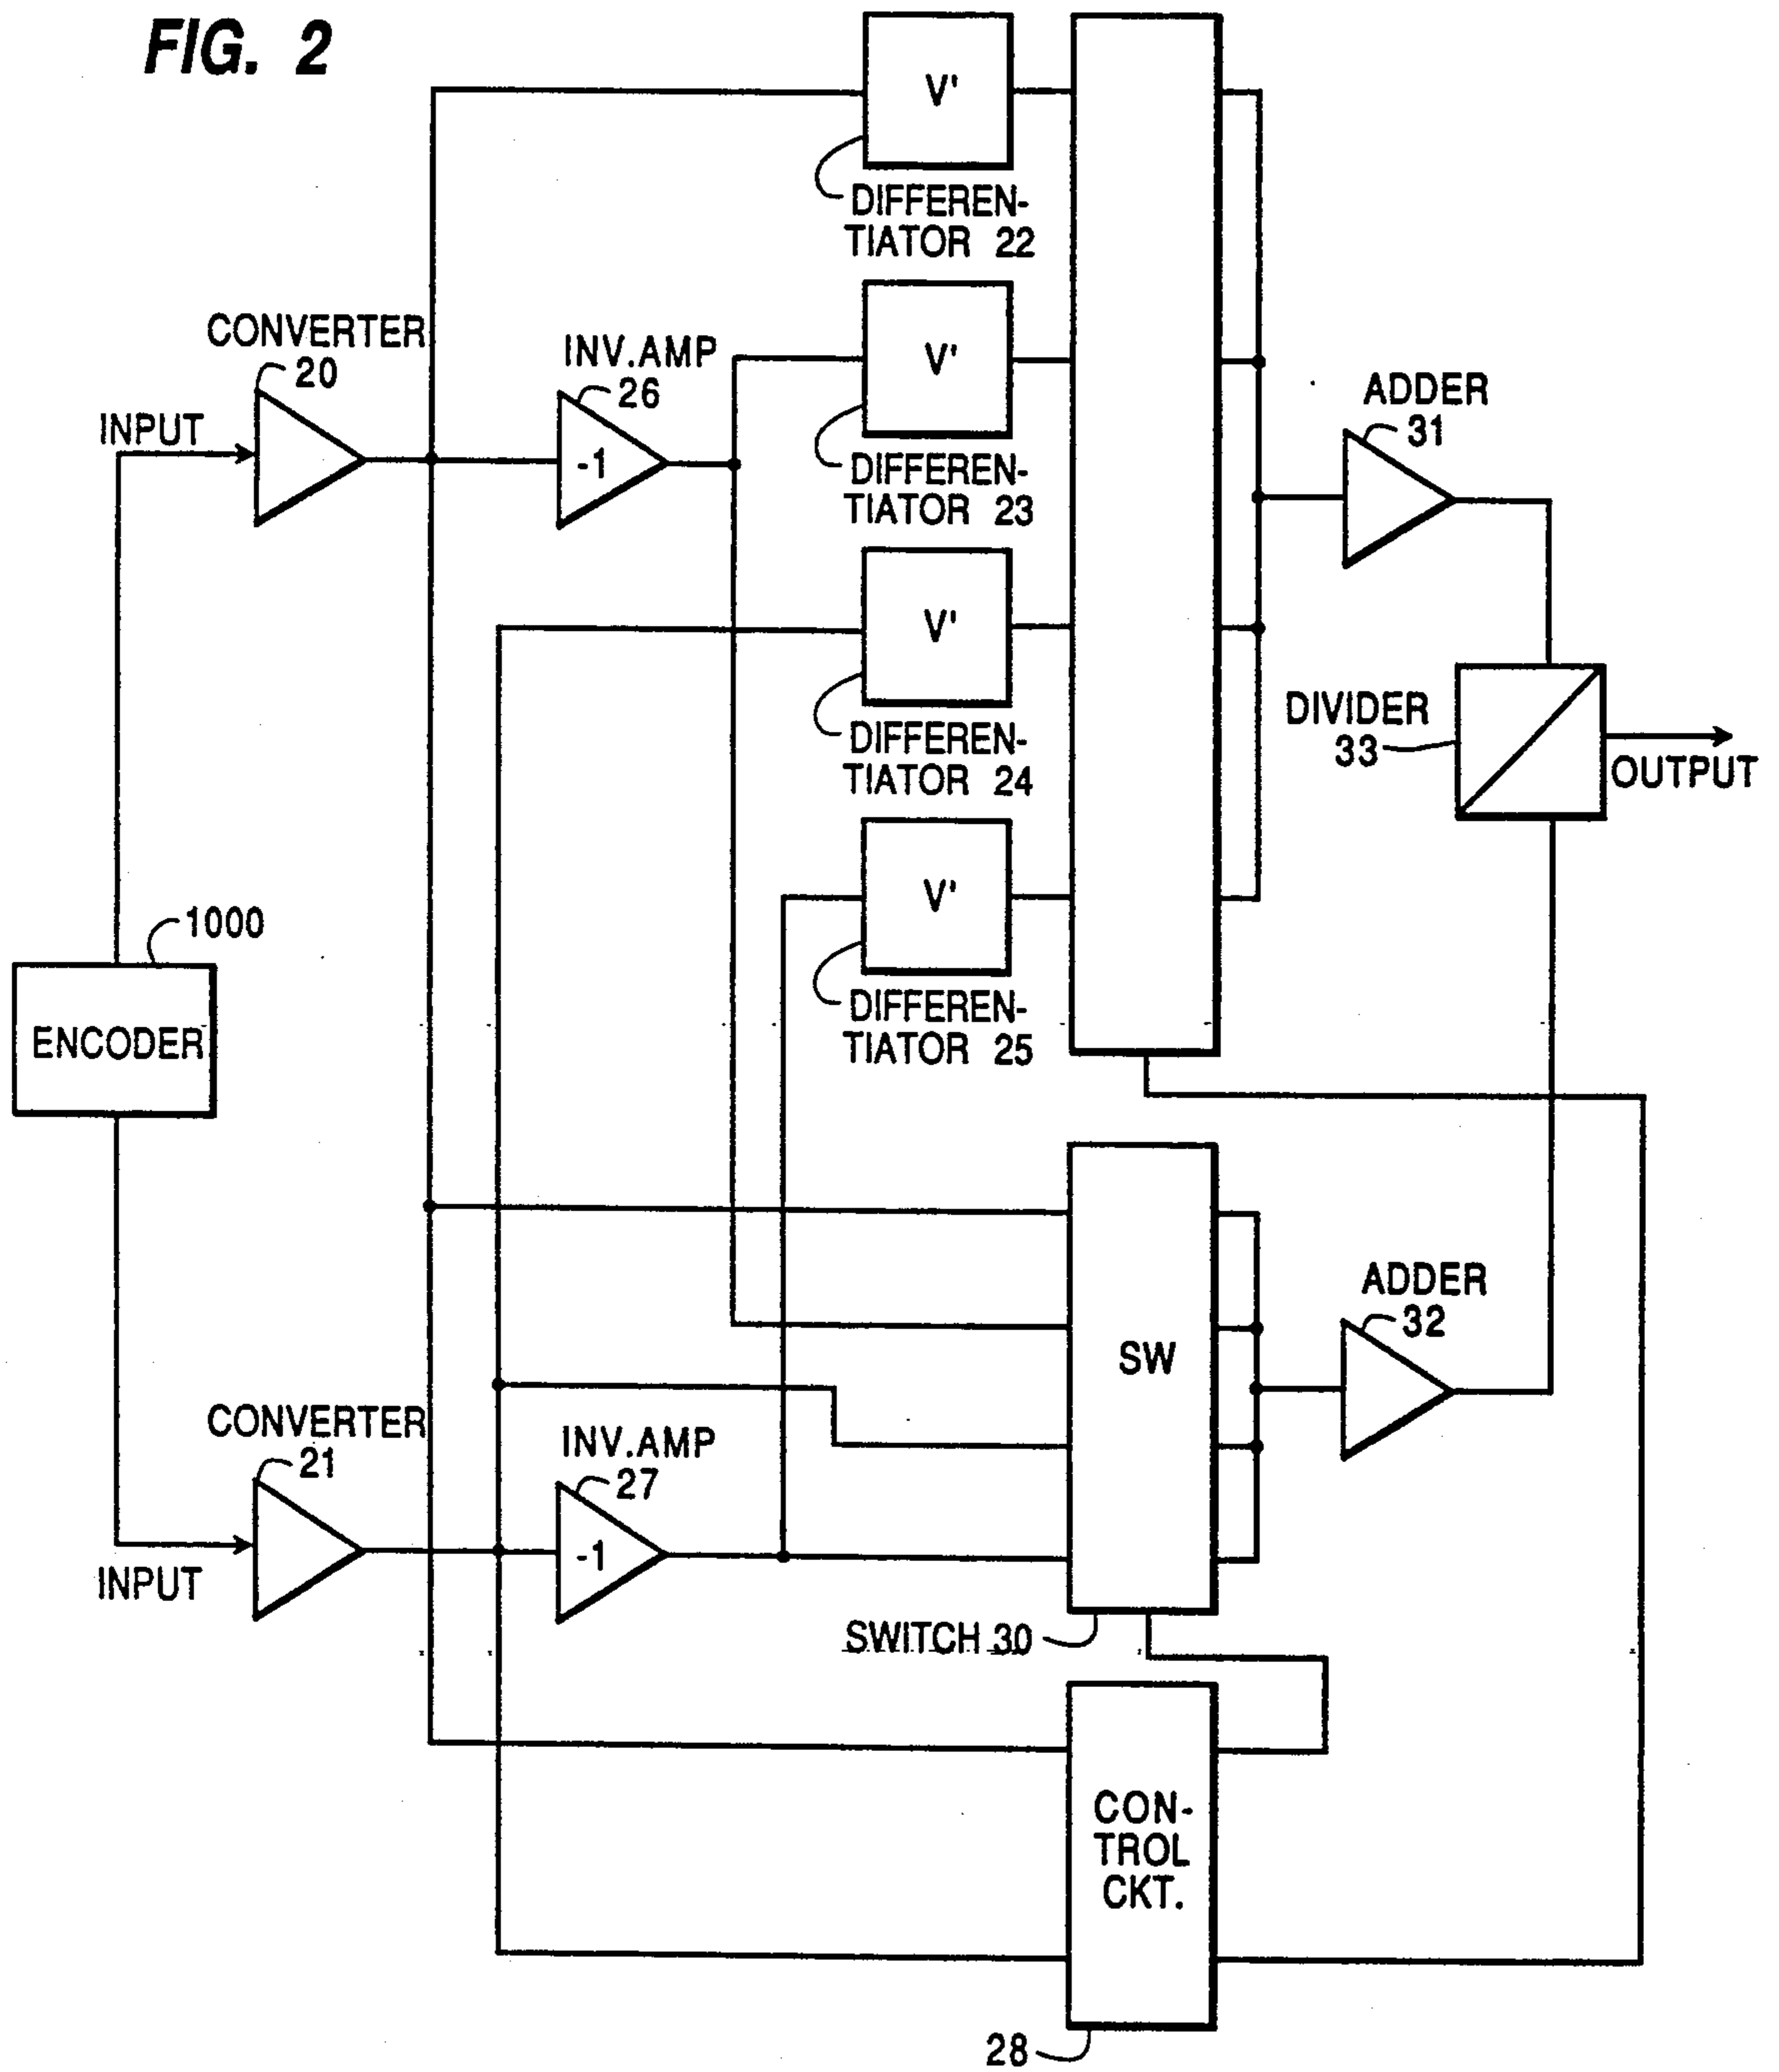 FIG. 2
V'
DIFFEREN-
TIATOR 22
CONVERTER
20
INV.AMP
26
V'
ADDER
31
INPUT
-1
DIFFEREN-
TIATOR 23
V'
DIVIDER
33
DIFFEREN-
TIATOR 24
OUTPUT
V'
1000
ENCODER
DIFFEREN-
TIATOR 25
ADDER
32
SW
CONVERTER
21
INV.AMP
27
-1
INPUT
SWITCH 30
CON-
TROL
CKT.
28